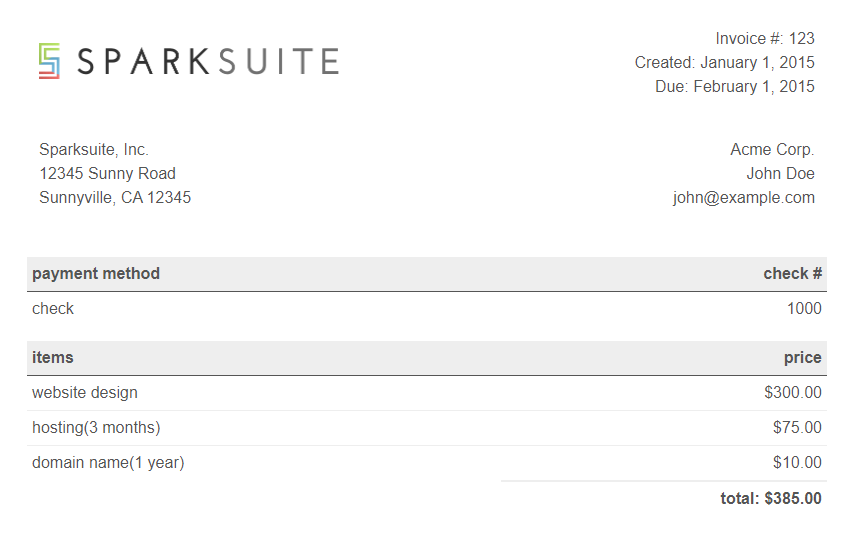 SPARKSUITE
Invoice #: 123
Created: January 1, 2015
Due: February 1, 2015
Sparksuite, Inc.
12345 Sunny Road
Sunnyville, CA 12345
Acme Corp.
John Doe
john@example.com
payment method check #
check 1000
items price
website design $300.00
hosting(3 months) $75.00
domain name(1 year) $10.00
total: $385.00